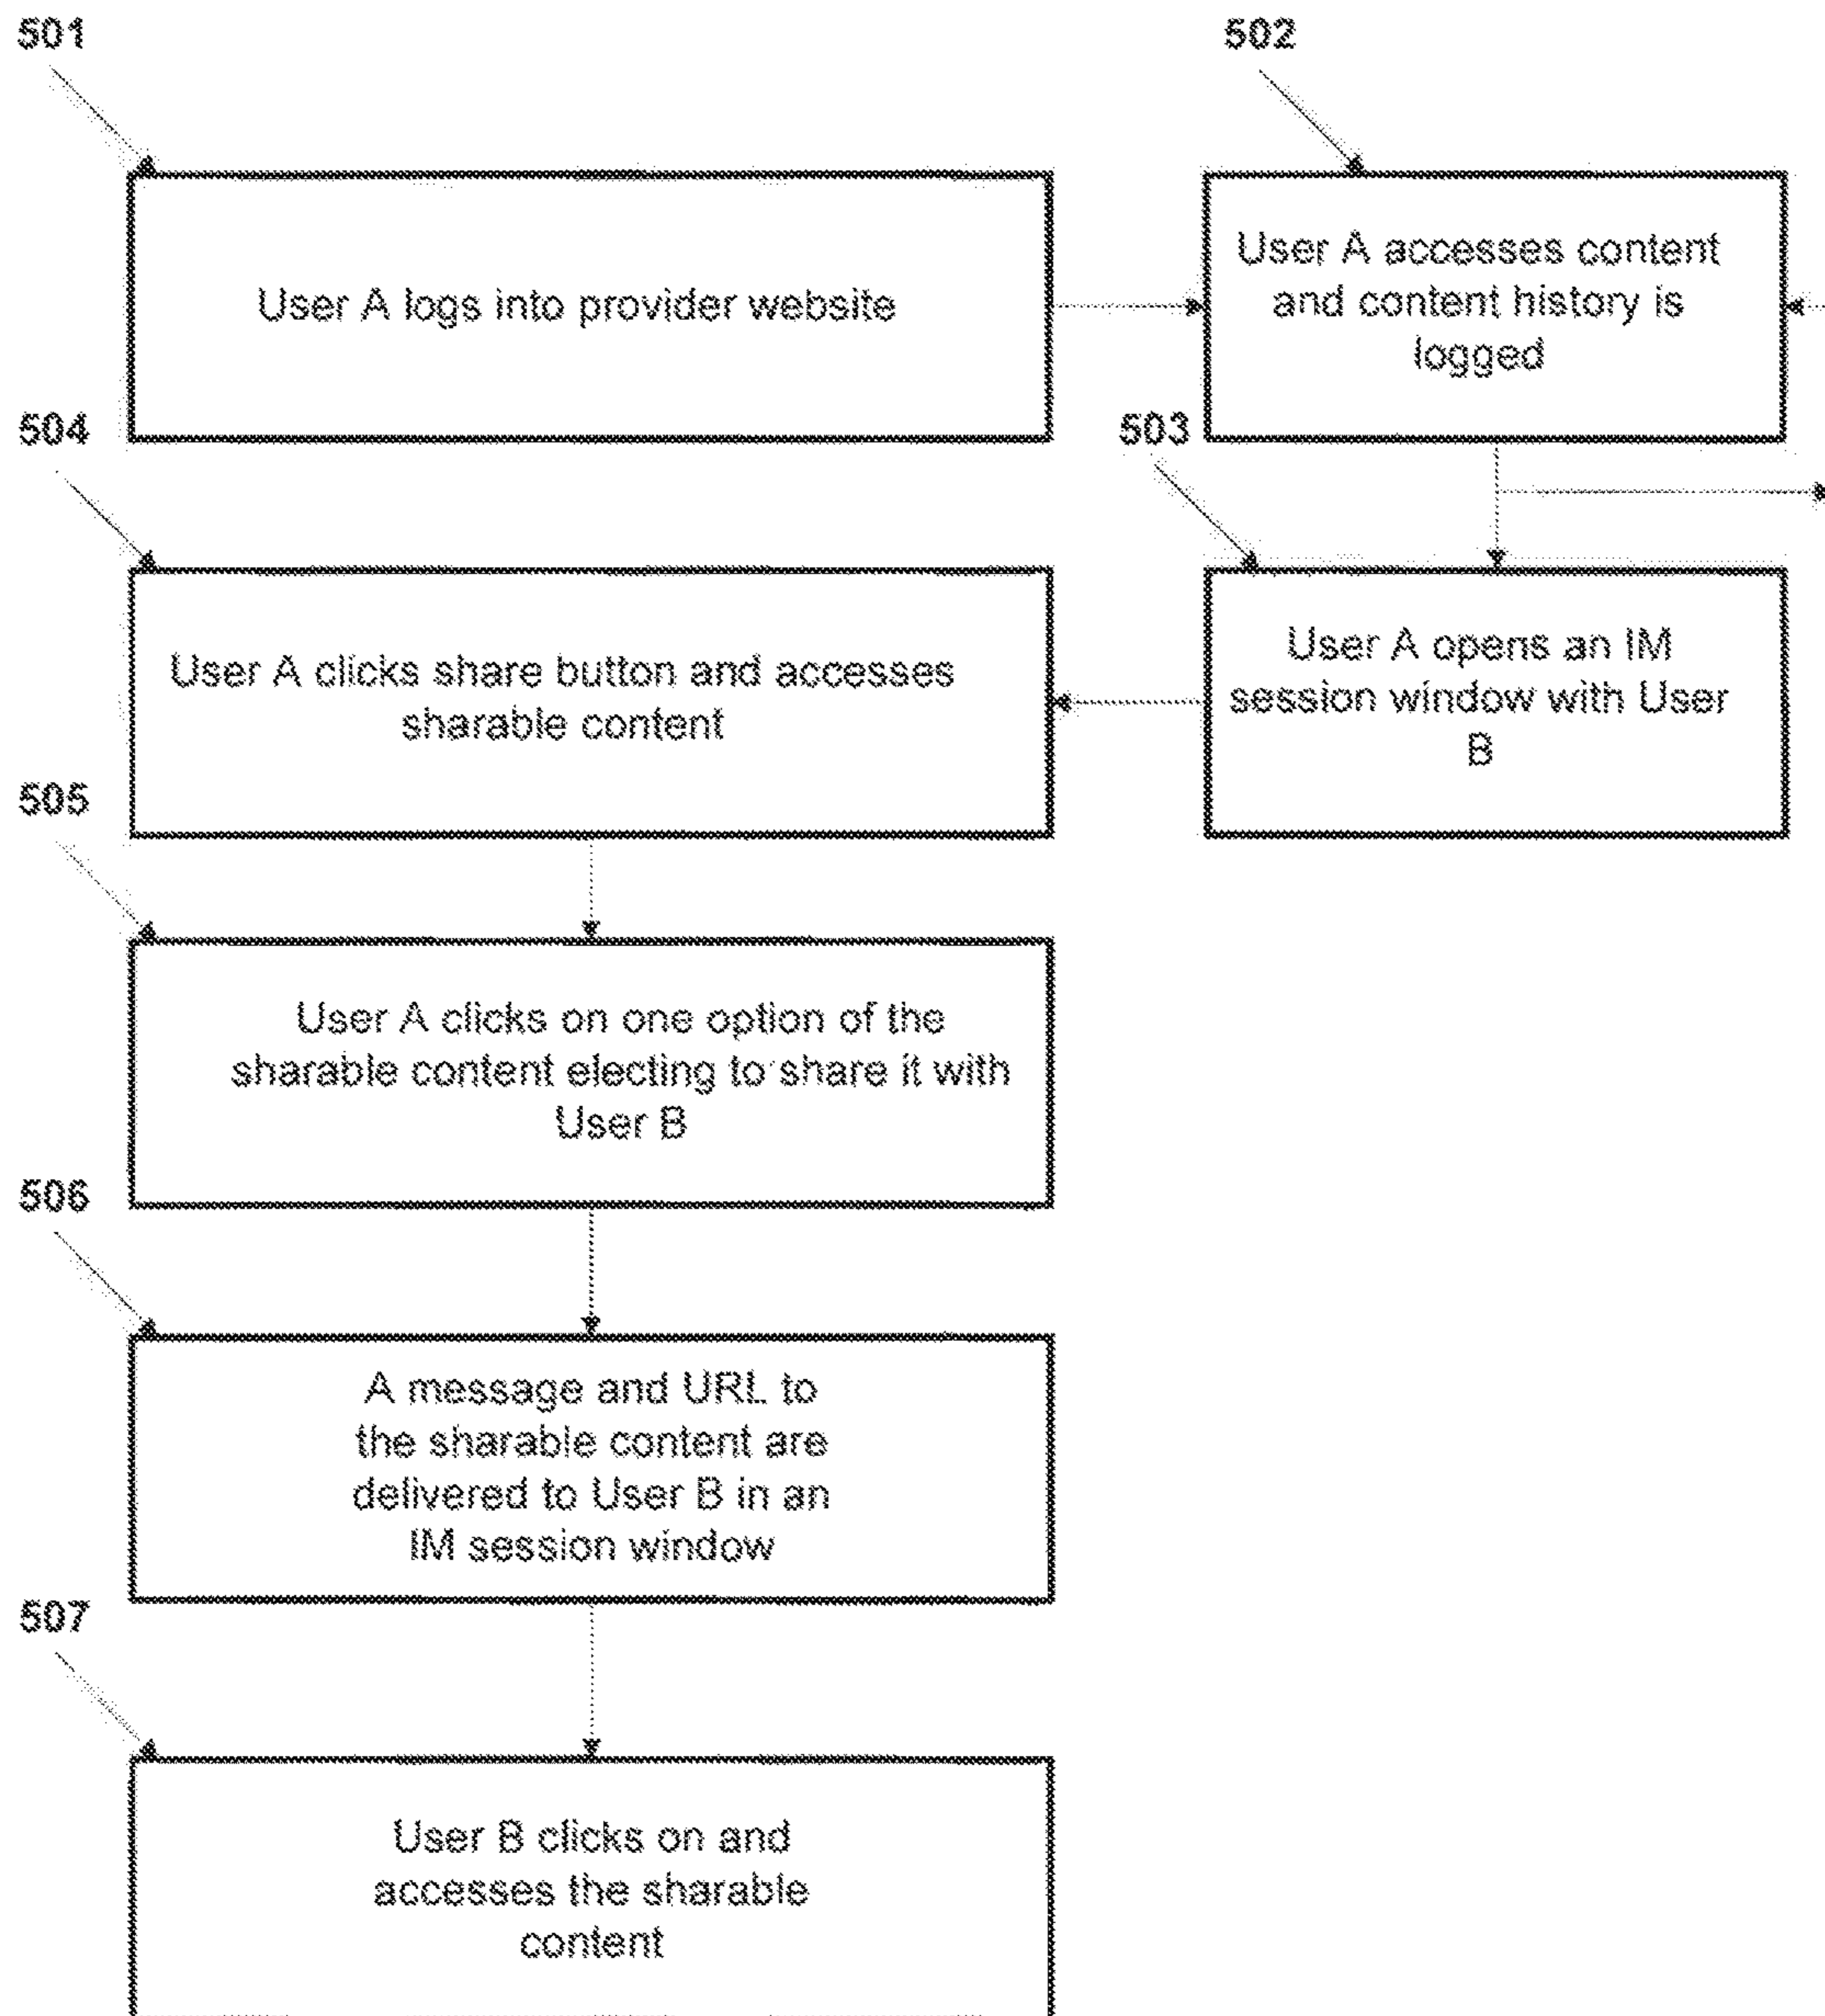 501
502
User A logs into provider website
User A accesses content
and content history is
logged
504
503
User A clicks share button and accesses
sharable content
User A opens an IM
session window with User
B
505
User A clicks on one option of the
sharable content electing to share it with
User B
506
A message and URL to
the sharable content are
delivered to User B in an
IM session window
507
User B clicks on and
accesses the sharable
content